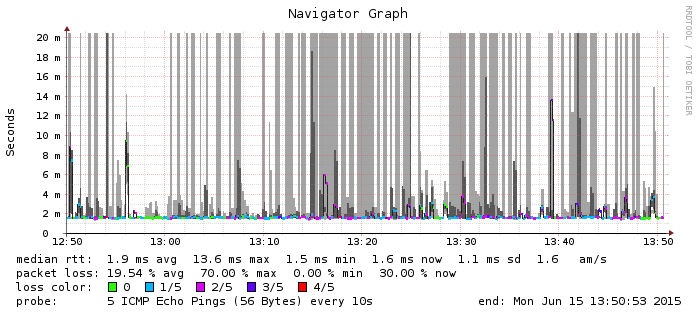 Navigator Graph
RRDTOOL / TOBI OETIKER
Seconds
20 m
18 m
16 m
14 m
12 m
10 m
8 m
6 m
4 m
2 m
0
12:50 13:00 13:10 13:20 13:30 13:40 13:50
median rtt: 1.9 ms avg 13.6 ms max 1.5 ms min 1.6 ms now 1.1 ms sd 1.6 am/s
packet loss: 19.54 % avg 70.00 % max 0.00 % min 30.00 % now
loss color: 0 1/5 2/5 3/5 4/5
probe: 5 ICMP Echo Pings (56 Bytes) every 10s end: Mon Jun 15 13:50:53 2015